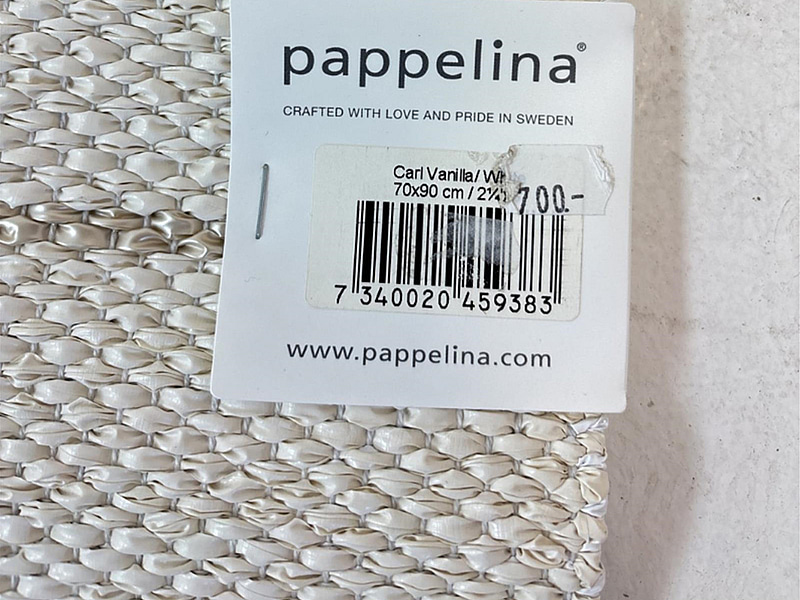 pappelina®
CRAFTED WITH LOVE AND PRIDE IN SWEDEN
Carl Vanilla/
70x90 cm /
700.-
7 340020 459383
www.pappelina.com